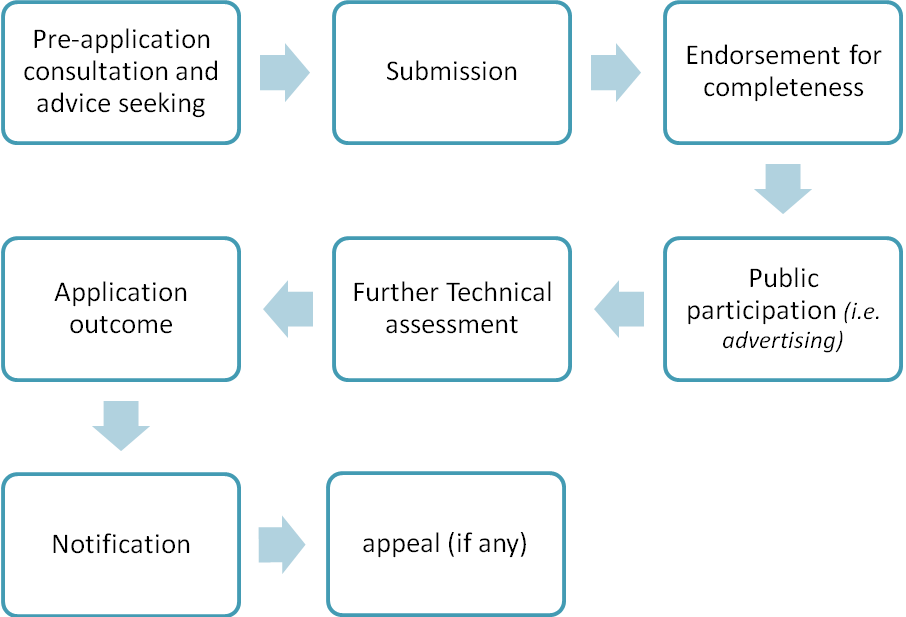 Pre-application
consultation and
advice seeking
Submission
Endorsement for
completeness
Public
participation (i.e.
advertising)
Further Technical
assessment
Application
outcome
Notification
appeal (if any)